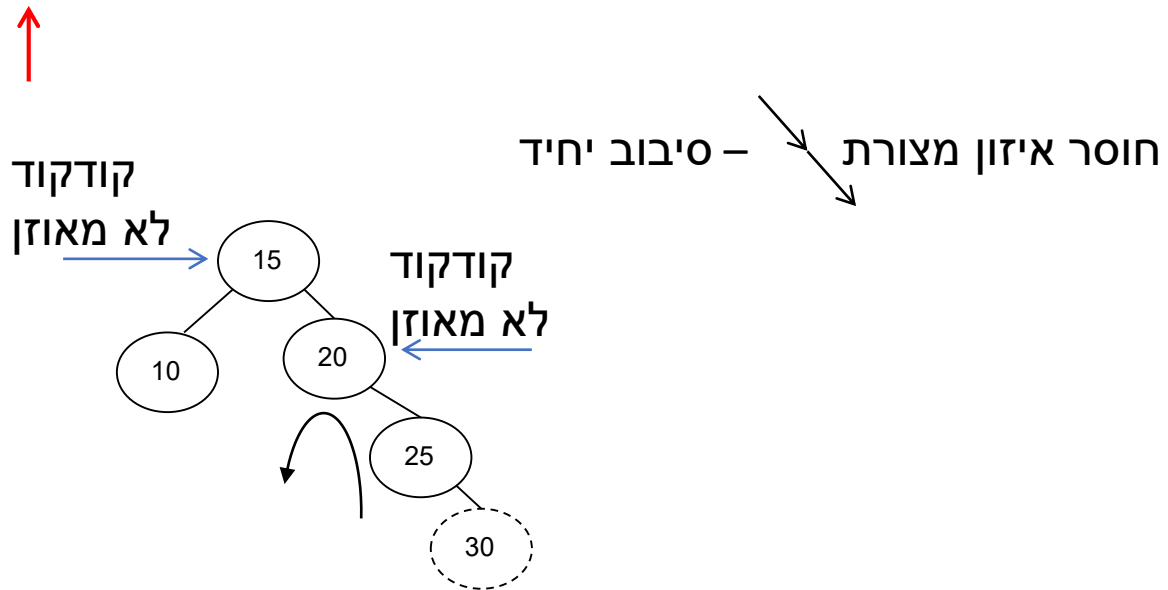 חוסר איזון מצורת – סיבוב יחיד
קודקוד
לא מאוזן
15
קודקוד
לא מאוזן
10
20
25
30